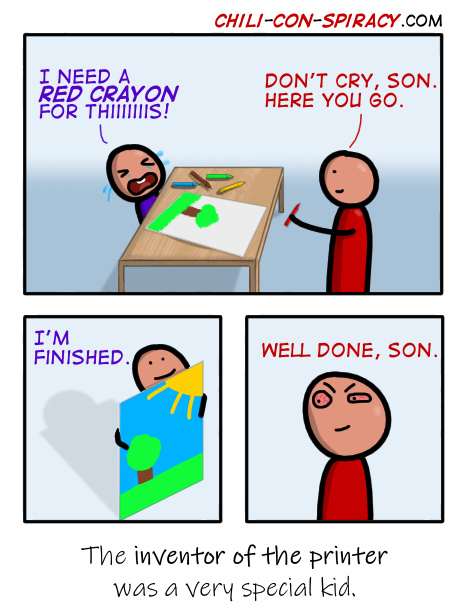 CHILI-CON-SPIRACY.COM
I NEED A
RED CRAYON
FOR THIIIIIIS!
DON'T CRY, SON.
HERE YOU GO.
I'M
FINISHED.
WELL DONE, SON.
The inventor of the printer
was a very special kid.